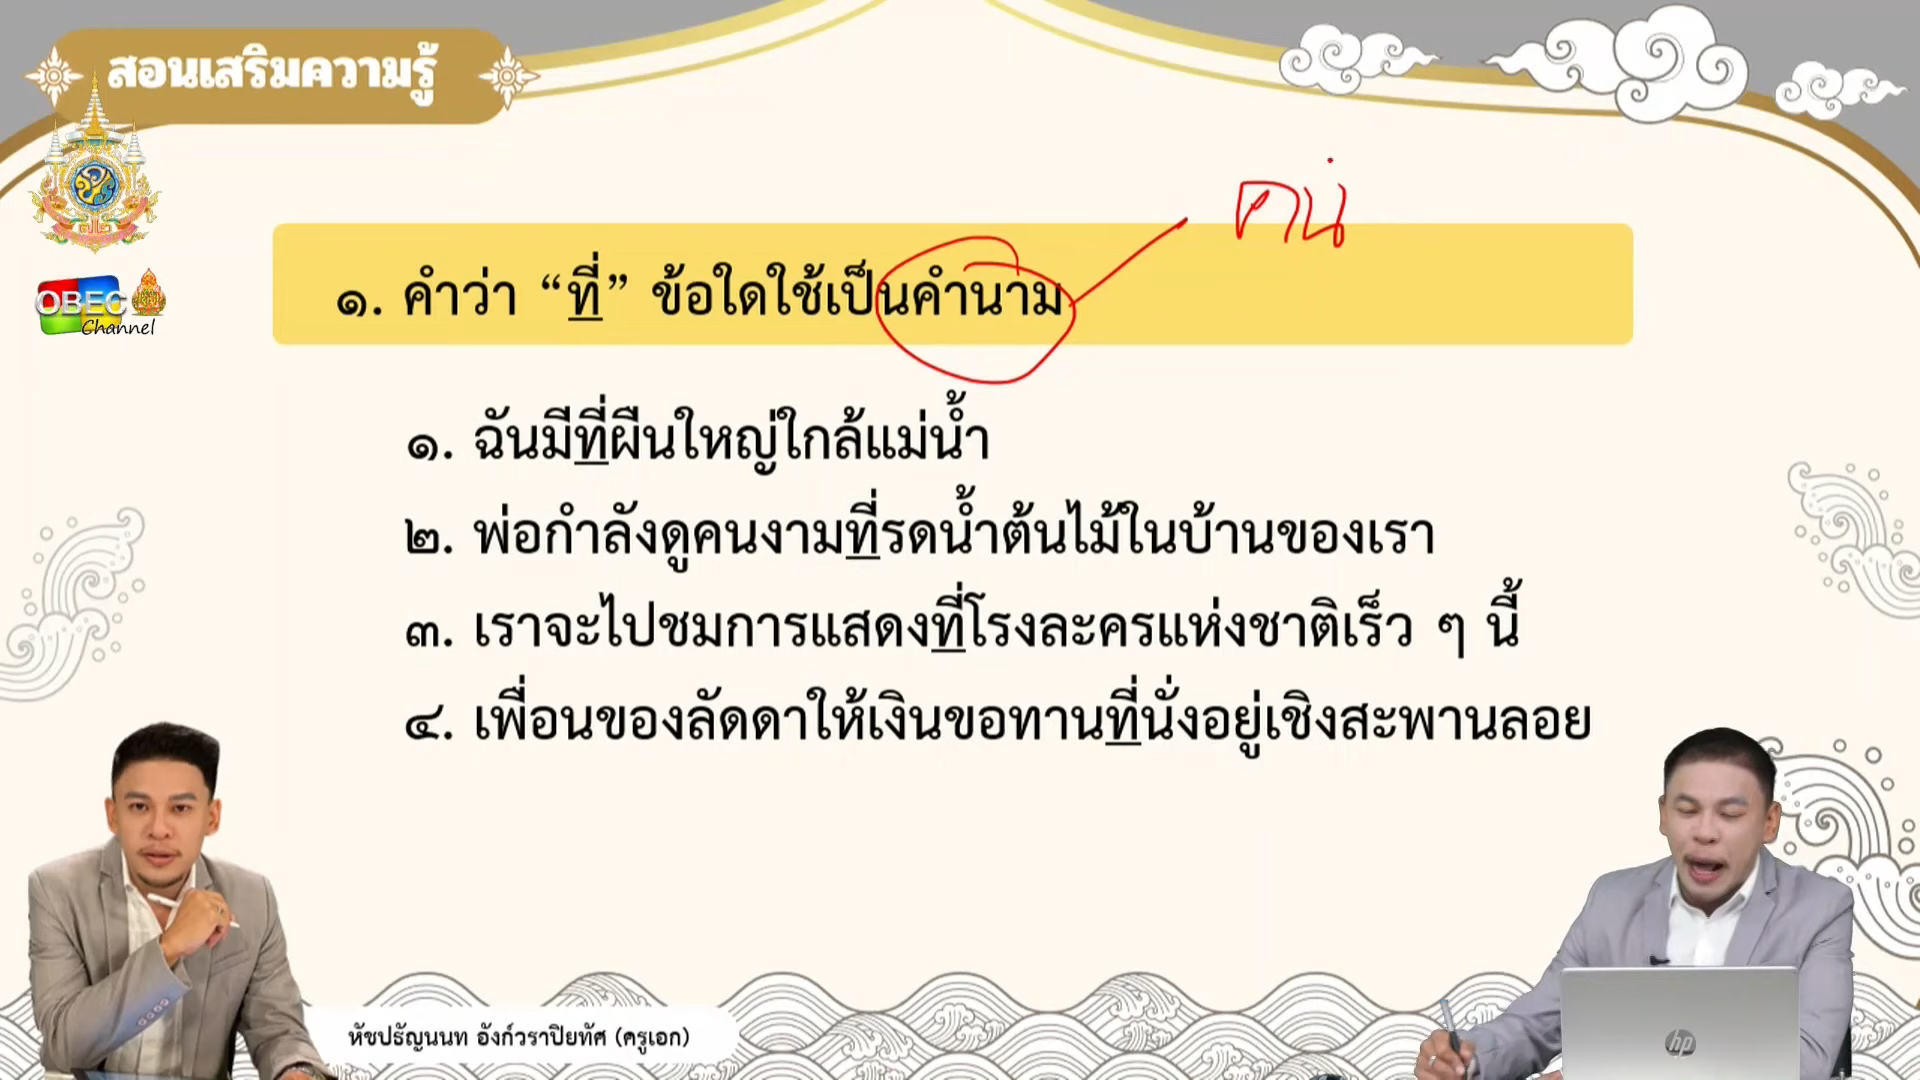 สอนเสริมความรู้
คน
๑. คำว่า “ที่” ข้อใดใช้เป็นคำนาม
OBEC
Channel
๑. ฉันมีที่ผืนใหญ่ใกล้แม่น้ำ
๒. พ่อกำลังดูคนงามที่รดน้ำต้นไม้ในบ้านของเรา
๓. เราจะไปชมการแสดงที่โรงละครแห่งชาติเร็ว ๆ นี้
๔. เพื่อนของลัดดาให้เงินขอทานที่นั่งอยู่เชิงสะพานลอย
หัชปรัญนนท อังก์วราปิยทัศ (ครูเอก)
hp